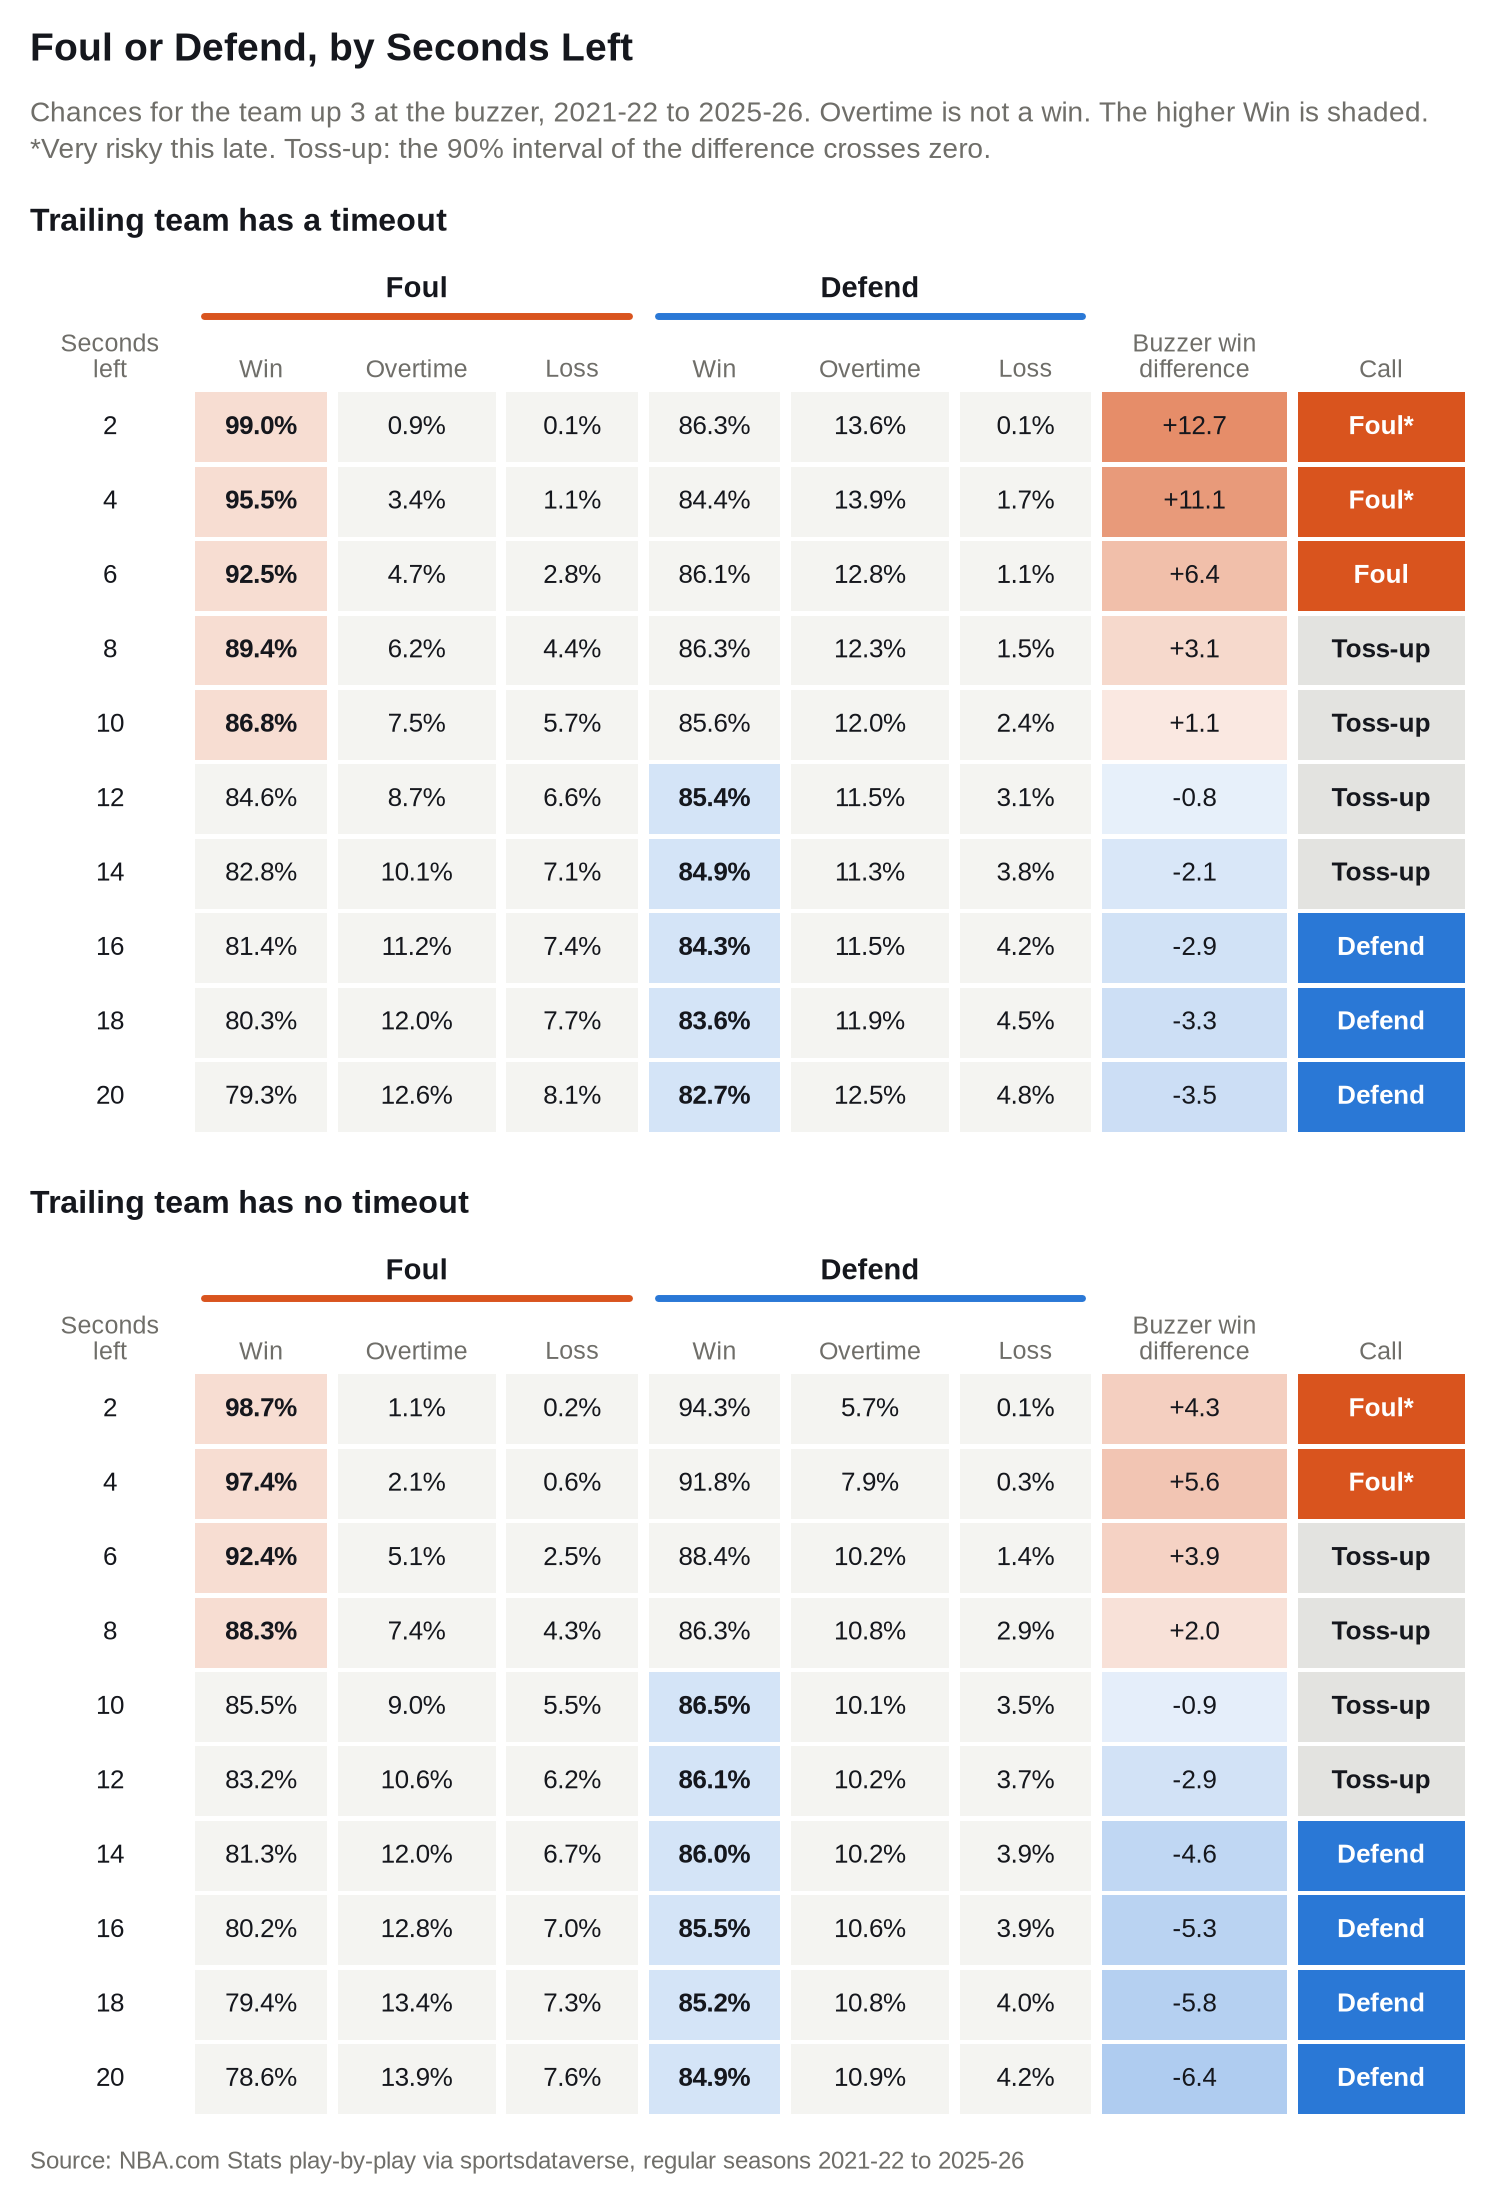 Foul or Defend, by Seconds Left
Chances for the team up 3 at the buzzer, 2021-22 to 2025-26. Overtime is not a win. The higher Win is shaded.
*Very risky this late. Toss-up: the 90% interval of the difference crosses zero.
Trailing team has a timeout
Foul Defend
Seconds left Win Overtime Loss Win Overtime Loss Buzzer win difference Call
2 99.0% 0.9% 0.1% 86.3% 13.6% 0.1% +12.7 Foul*
4 95.5% 3.4% 1.1% 84.4% 13.9% 1.7% +11.1 Foul*
6 92.5% 4.7% 2.8% 86.1% 12.8% 1.1% +6.4 Foul
8 89.4% 6.2% 4.4% 86.3% 12.3% 1.5% +3.1 Toss-up
10 86.8% 7.5% 5.7% 85.6% 12.0% 2.4% +1.1 Toss-up
12 84.6% 8.7% 6.6% 85.4% 11.5% 3.1% -0.8 Toss-up
14 82.8% 10.1% 7.1% 84.9% 11.3% 3.8% -2.1 Toss-up
16 81.4% 11.2% 7.4% 84.3% 11.5% 4.2% -2.9 Defend
18 80.3% 12.0% 7.7% 83.6% 11.9% 4.5% -3.3 Defend
20 79.3% 12.6% 8.1% 82.7% 12.5% 4.8% -3.5 Defend
Trailing team has no timeout
Foul Defend
Seconds left Win Overtime Loss Win Overtime Loss Buzzer win difference Call
2 98.7% 1.1% 0.2% 94.3% 5.7% 0.1% +4.3 Foul*
4 97.4% 2.1% 0.6% 91.8% 7.9% 0.3% +5.6 Foul*
6 92.4% 5.1% 2.5% 88.4% 10.2% 1.4% +3.9 Toss-up
8 88.3% 7.4% 4.3% 86.3% 10.8% 2.9% +2.0 Toss-up
10 85.5% 9.0% 5.5% 86.5% 10.1% 3.5% -0.9 Toss-up
12 83.2% 10.6% 6.2% 86.1% 10.2% 3.7% -2.9 Toss-up
14 81.3% 12.0% 6.7% 86.0% 10.2% 3.9% -4.6 Defend
16 80.2% 12.8% 7.0% 85.5% 10.6% 3.9% -5.3 Defend
18 79.4% 13.4% 7.3% 85.2% 10.8% 4.0% -5.8 Defend
20 78.6% 13.9% 7.6% 84.9% 10.9% 4.2% -6.4 Defend
Source: NBA.com Stats play-by-play via sportsdataverse, regular seasons 2021-22 to 2025-26